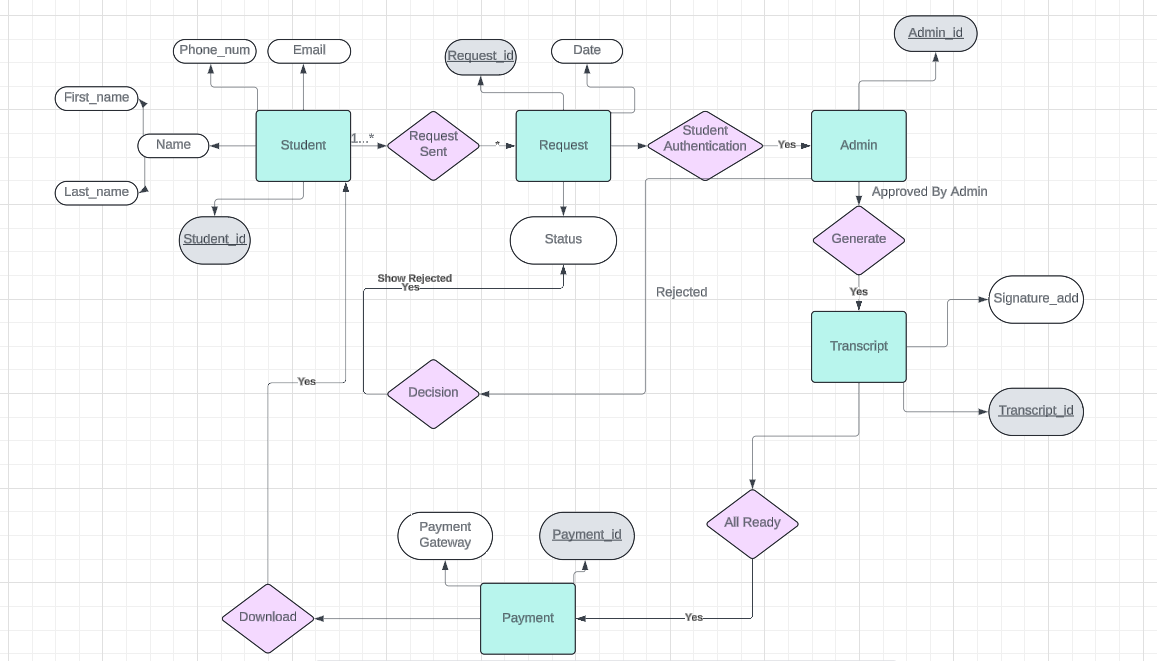 Admin_id
Phone_num
Email
Request_id
Date
First_name
Name
Last_name
Student
1...*
Request
Sent
*
Request
Student
Authentication
Yes
Admin
Approved By Admin
Student_id
Status
Generate
Show Rejected
Yes
Rejected
Yes
Signature_add
Transcript
Yes
Decision
Transcript_id
Payment
Gateway
Payment_id
All Ready
Download
Payment
Yes